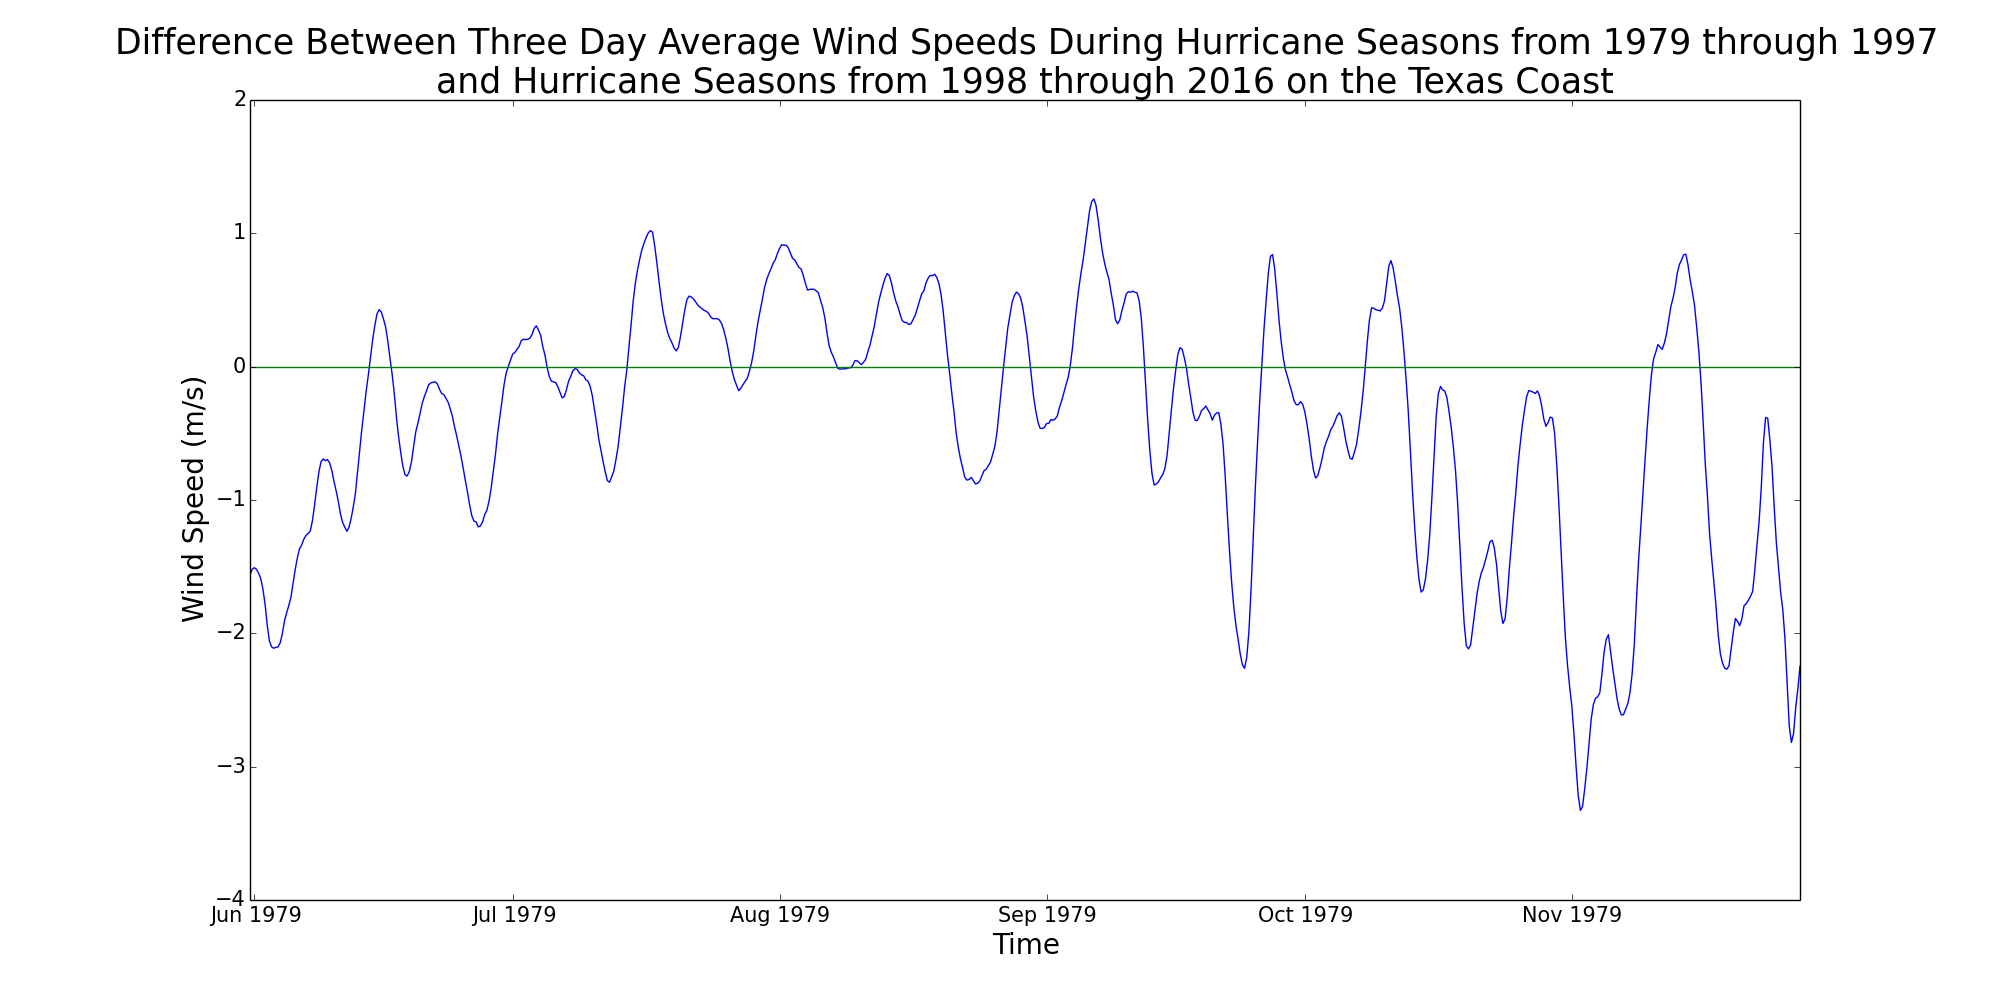 Difference Between Three Day Average Wind Speeds During Hurricane Seasons from 1979 through 1997
and Hurricane Seasons from 1998 through 2016 on the Texas Coast
2
1
0
−1
−2
−3
−4
Wind Speed (m/s)
Jun 1979 Jul 1979 Aug 1979 Sep 1979 Oct 1979 Nov 1979
Time